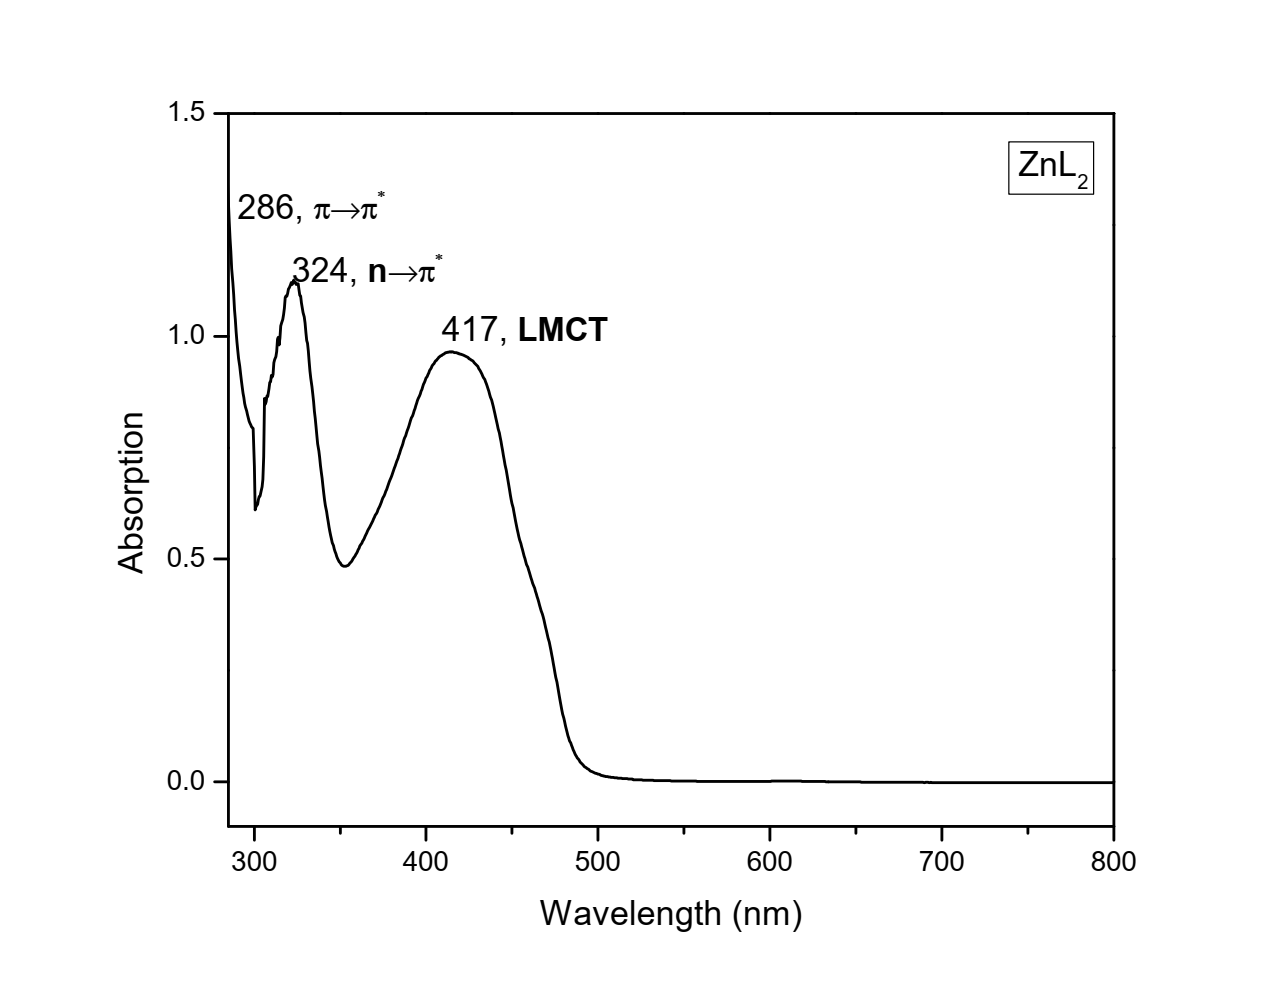 1.5
ZnL₂
286, π→π*
324, n→π*
417, LMCT
1.0
Absorption
0.5
0.0
300 400 500 600 700 800
Wavelength (nm)